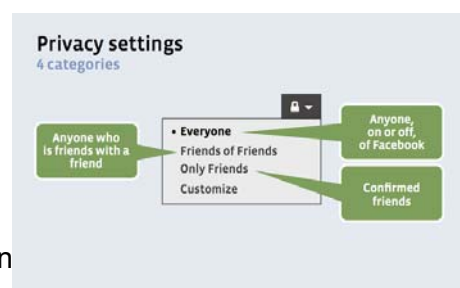 Privacy settings
4 categories
Everyone
Friends of Friends
Only Friends
Customize
Anyone who
is friends with a
friend
Anyone,
on or off,
of Facebook
Confirmed
friends
n